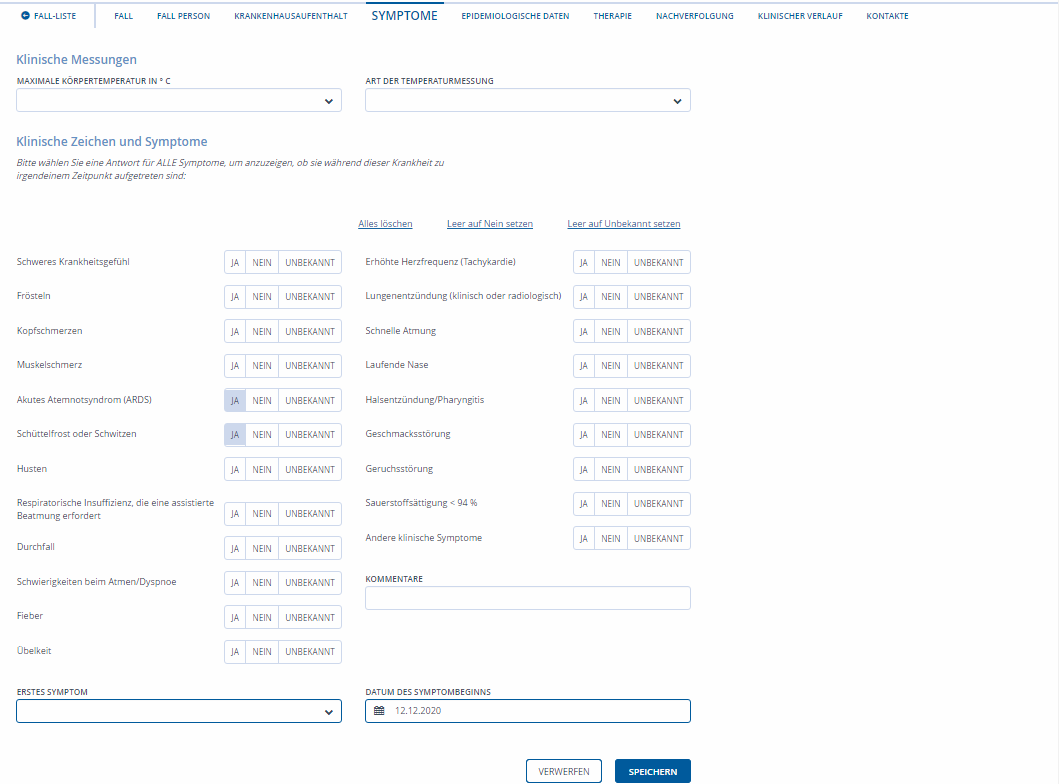 FALL-LISTE FALL FALL PERSON KRANKENHAUSAUFENTHALT SYMPTOME EPIDEMIOLOGISCHE DATEN THERAPIE NACHVERFOLGUNG KLINISCHER VERLAUF KONTAKTE
Klinische Messungen
MAXIMALE KÖRPERTEMPERATUR IN ° C ART DER TEMPERATURMESSUNG
Klinische Zeichen und Symptome
Bitte wählen Sie eine Antwort für ALLE Symptome, um anzuzeigen, ob sie während dieser Krankheit zu
irgendeinem Zeitpunkt aufgetreten sind:
Alles löschen Leer auf Nein setzen Leer auf Unbekannt setzen
Schweres Krankheitsgefühl JA NEIN UNBEKANNT Erhöhte Herzfrequenz (Tachykardie) JA NEIN UNBEKANNT
Frösteln JA NEIN UNBEKANNT Lungenentzündung (klinisch oder radiologisch) JA NEIN UNBEKANNT
Kopfschmerzen JA NEIN UNBEKANNT Schnelle Atmung JA NEIN UNBEKANNT
Muskelschmerz JA NEIN UNBEKANNT Laufende Nase JA NEIN UNBEKANNT
Akutes Atemnotsyndrom (ARDS) JA NEIN UNBEKANNT Halsentzündung/Pharyngitis JA NEIN UNBEKANNT
Schüttelfrost oder Schwitzen JA NEIN UNBEKANNT Geschmacksstörung JA NEIN UNBEKANNT
Husten JA NEIN UNBEKANNT Geruchsstörung JA NEIN UNBEKANNT
Respiratorische Insuffizienz, die eine assistierte
Beatmung erfordert JA NEIN UNBEKANNT Sauerstoffsättigung < 94 % JA NEIN UNBEKANNT
Durchfall JA NEIN UNBEKANNT Andere klinische Symptome JA NEIN UNBEKANNT
Schwierigkeiten beim Atmen/Dyspnoe JA NEIN UNBEKANNT KOMMENTARE
Fieber JA NEIN UNBEKANNT
Übelkeit JA NEIN UNBEKANNT
ERSTES SYMPTOM DATUM DES SYMPTOMBEGINNS
12.12.2020
VERWERFEN SPEICHERN